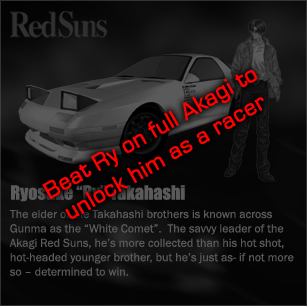 RedSuns
Beat Ry on full Akagi to
unlock him as a racer
Takahashi
The elder of the Takahashi brothers is known across
Gunma as the “White Comet”.  The savvy leader of the
Akagi Red Suns, he’s more collected than his hot shot,
hot-headed younger brother, but he’s just as- if not more
so – determined to win.